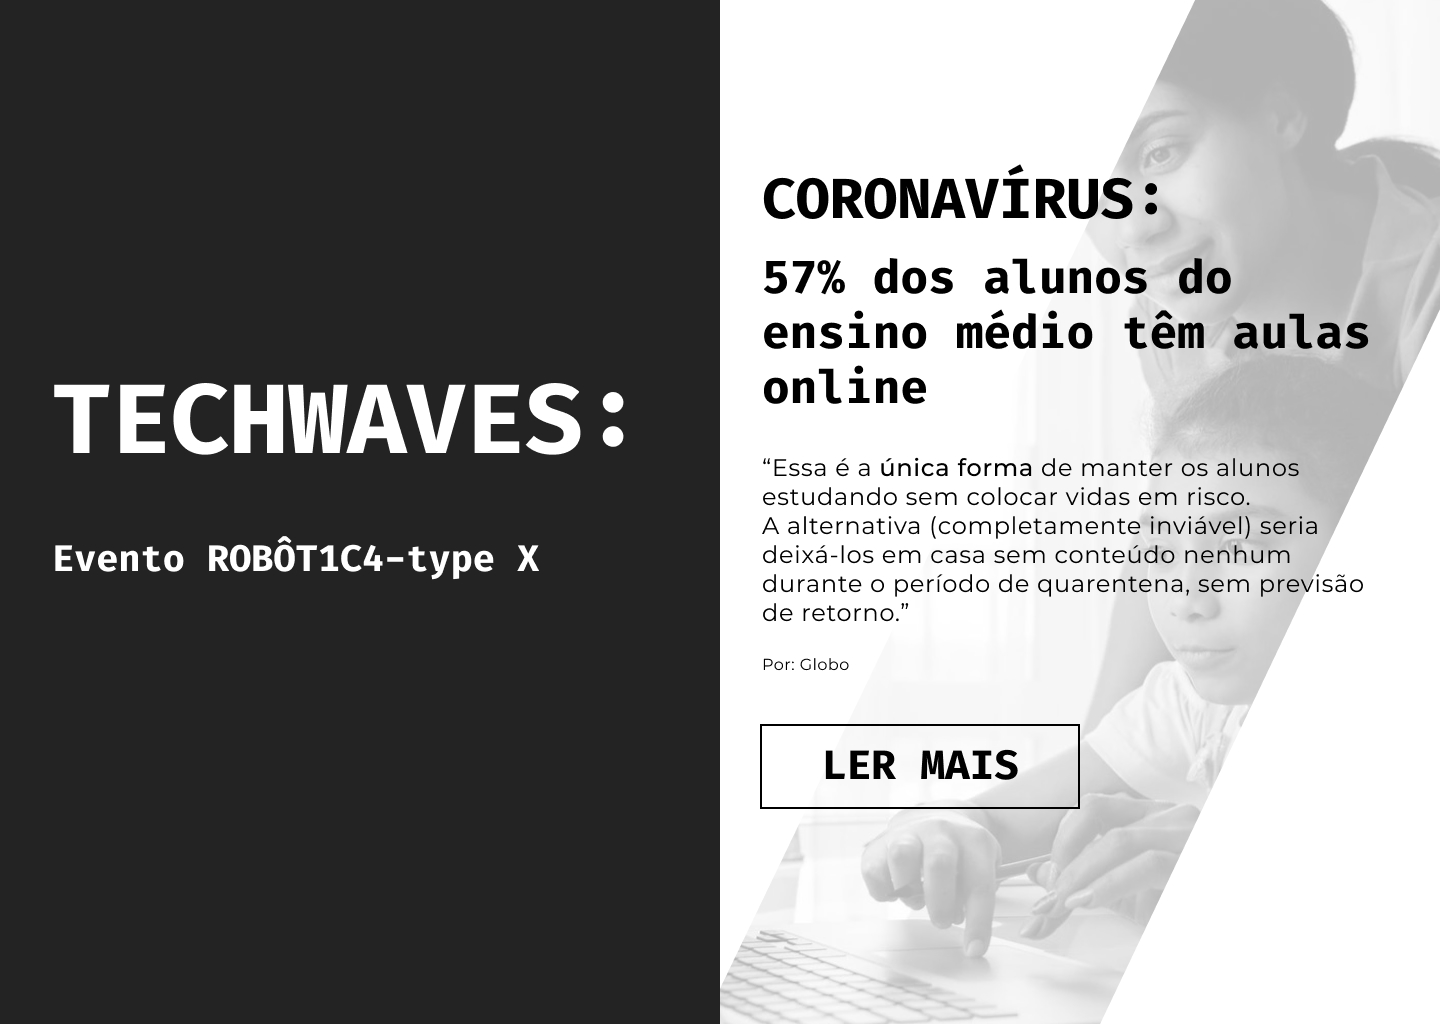 TECHWAVES:
Evento ROBÔT1C4-type X
CORONAVÍRUS:
57% dos alunos do
ensino médio têm aulas
online
“Essa é a única forma de manter os alunos
estudando sem colocar vidas em risco.
A alternativa (completamente inviável) seria
deixá-los em casa sem conteúdo nenhum
durante o período de quarentena, sem previsão
de retorno.”
Por: Globo
LER MAIS